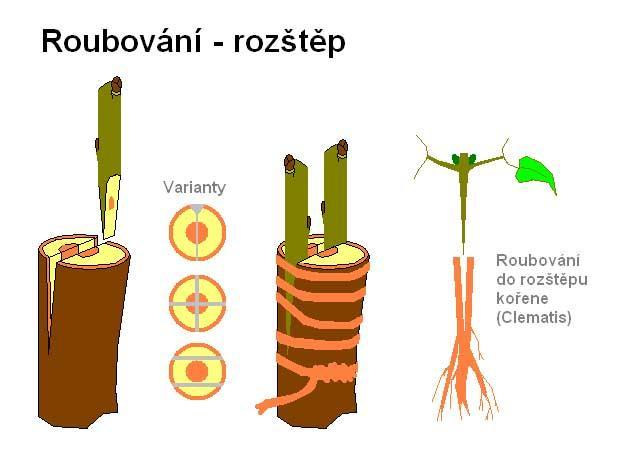 Roubování - rozštěp
Varianty
Roubování
do rozštěpu
kořene
(Clematis)